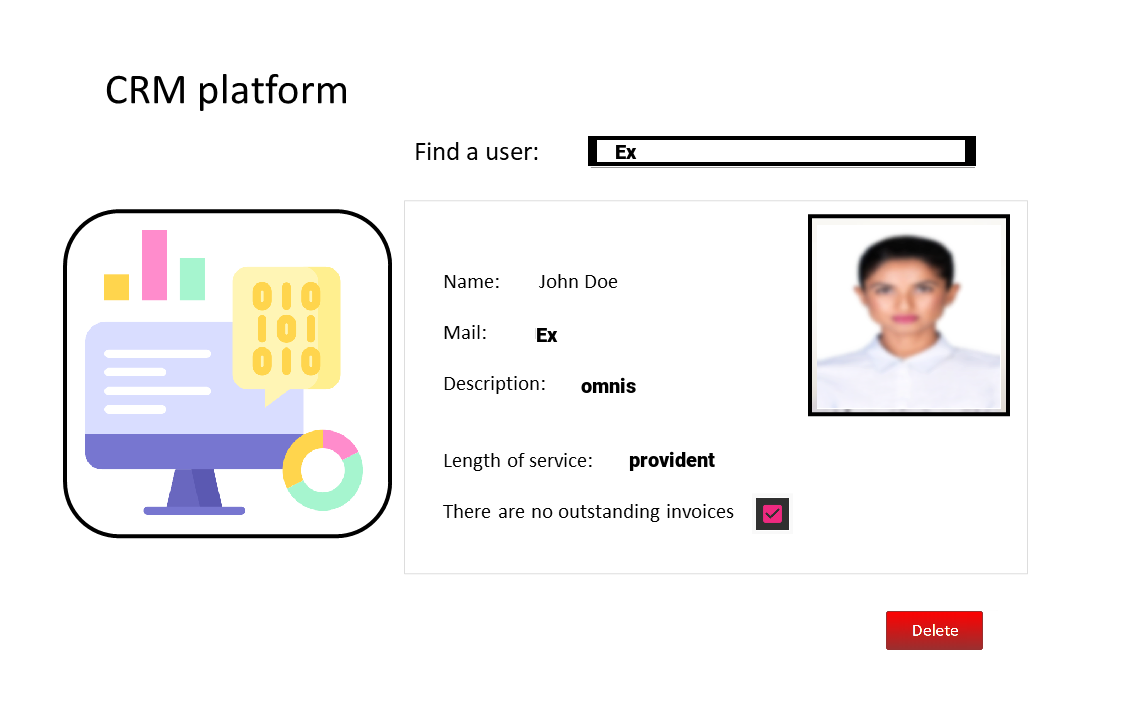 CRM platform
Find a user: Ex
Name: John Doe
Mail: Ex
Description: omnis
Length of service: provident
There are no outstanding invoices
010
101
010
Delete